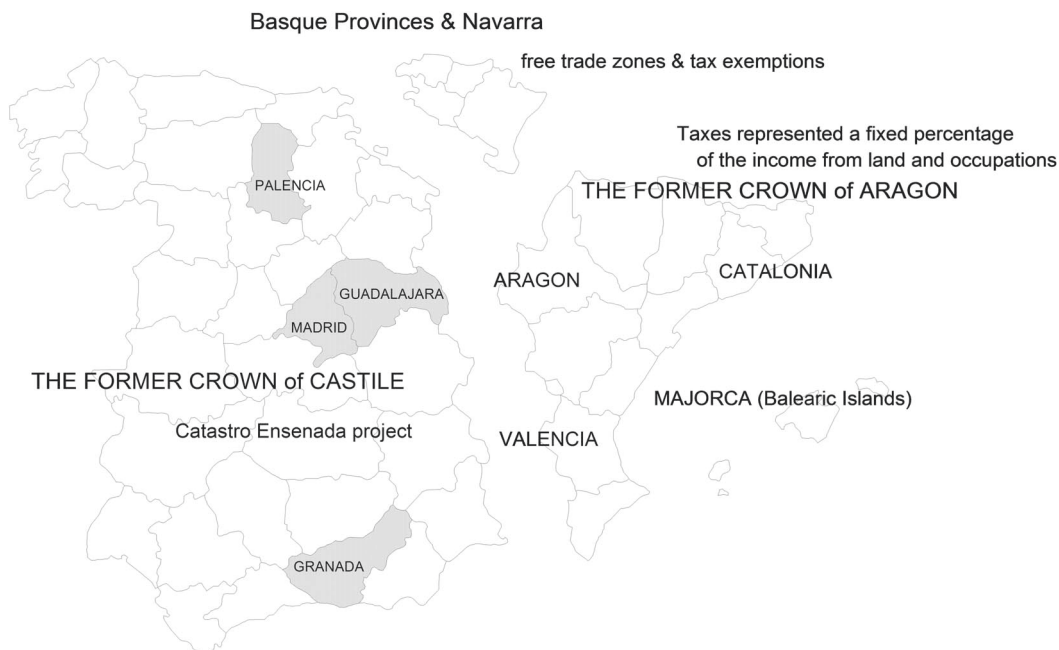 Basque Provinces & Navarra
free trade zones & tax exemptions
Taxes represented a fixed percentage
of the income from land and occupations
PALENCIA
THE FORMER CROWN of ARAGON
ARAGON
CATALONIA
GUADALAJARA
MADRID
THE FORMER CROWN of CASTILE
MAJORCA (Balearic Islands)
Catastro Ensenada project
VALENCIA
GRANADA